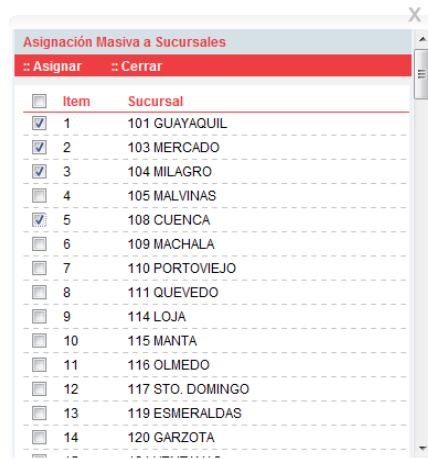 X
Asignación Masiva a Sucursales
:: Asignar :: Cerrar
Item Sucursal
1 101 GUAYAQUIL
2 103 MERCADO
3 104 MILAGRO
4 105 MALVINAS
5 108 CUENCA
6 109 MACHALA
7 110 PORTOVIEJO
8 111 QUEVEDO
9 114 LOJA
10 115 MANTA
11 116 OLMEDO
12 117 STO. DOMINGO
13 119 ESMERALDAS
14 120 GARZOTA